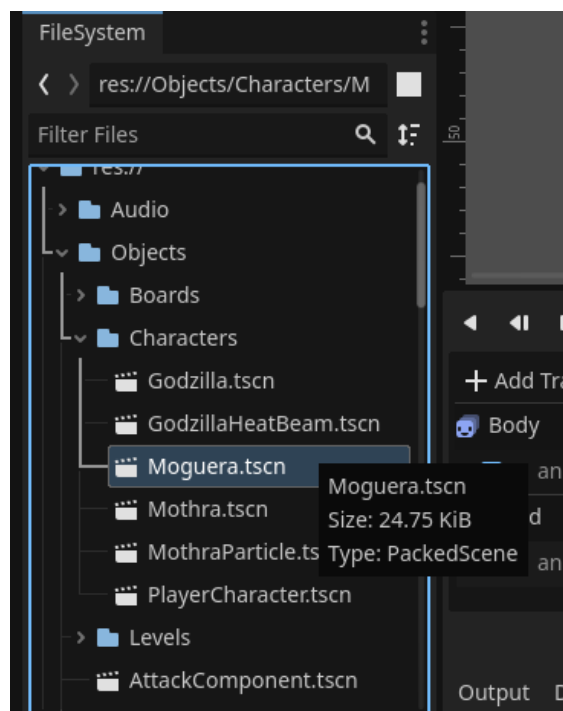 FileSystem
res://Objects/Characters/M
Filter Files
50
res://
Audio
Objects
Boards
Characters
Godzilla.tscn
GodzillaHeatBeam.tscn
Add Tra
Body
Moguera.tscn
Moguera.tscn
Size: 24.75 KiB
Type: PackedScene
an
d
an
Mothra.tscn
MothraParticle.ts
PlayerCharacter.tscn
Levels
AttackComponent.tscn
Output D